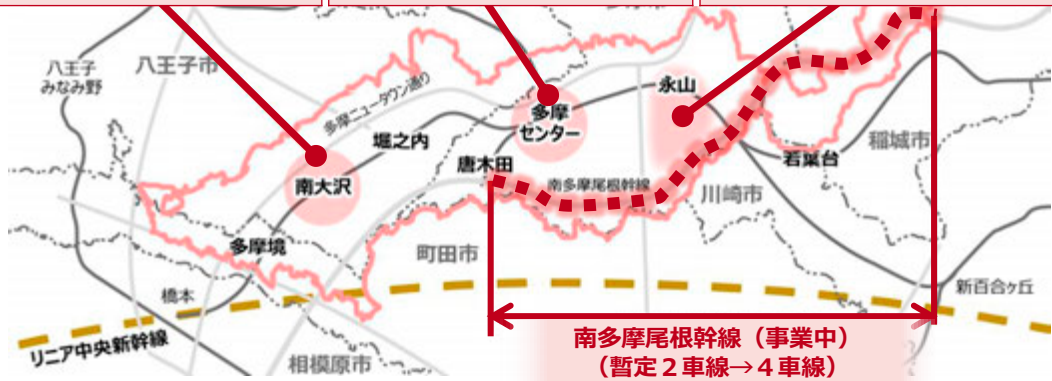 八王子
みなみ野
八王子市
多摩ニュータウン通り
堀之内
南大沢
多摩境
橋本
リニア中央新幹線
相模原市
町田市
多摩
センター
唐木田
永山
南多摩尾根幹線
若葉台
稲城市
川崎市
新百合ヶ丘
南多摩尾根幹線（事業中）
（暫定２車線→４車線）